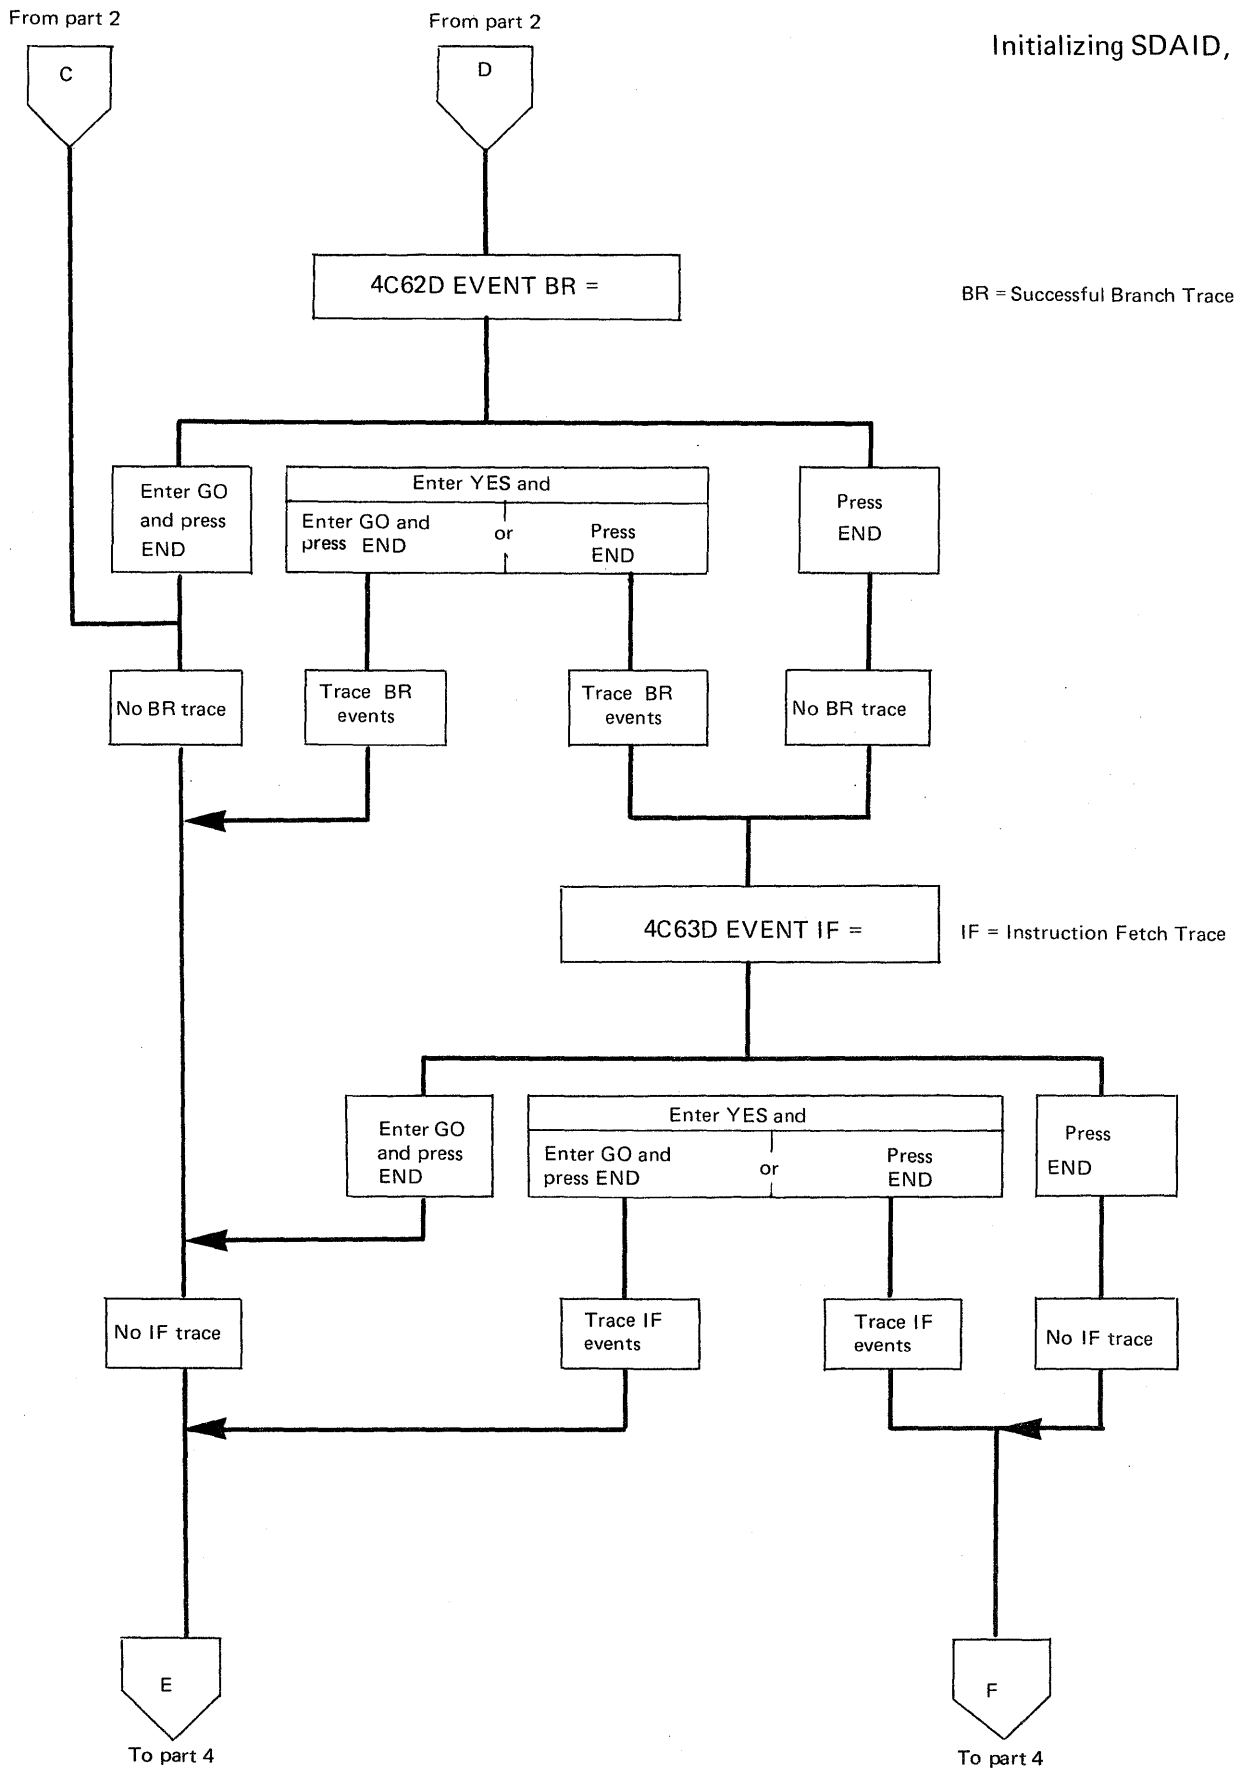 From part 2
From part 2
Initializing SDAID,
C
D
4C62D EVENT BR =
BR = Successful Branch Trace
Enter GO
and press
END
Enter YES and
Enter GO and
press END
or
Press
END
Press
END
No BR trace
Trace BR
events
Trace BR
events
No BR trace
4C63D EVENT IF =
IF = Instruction Fetch Trace
Enter GO
and press
END
Enter YES and
Enter GO and
press END
or
Press
END
Press
END
No IF trace
Trace IF
events
Trace IF
events
No IF trace
E
F
To part 4
To part 4